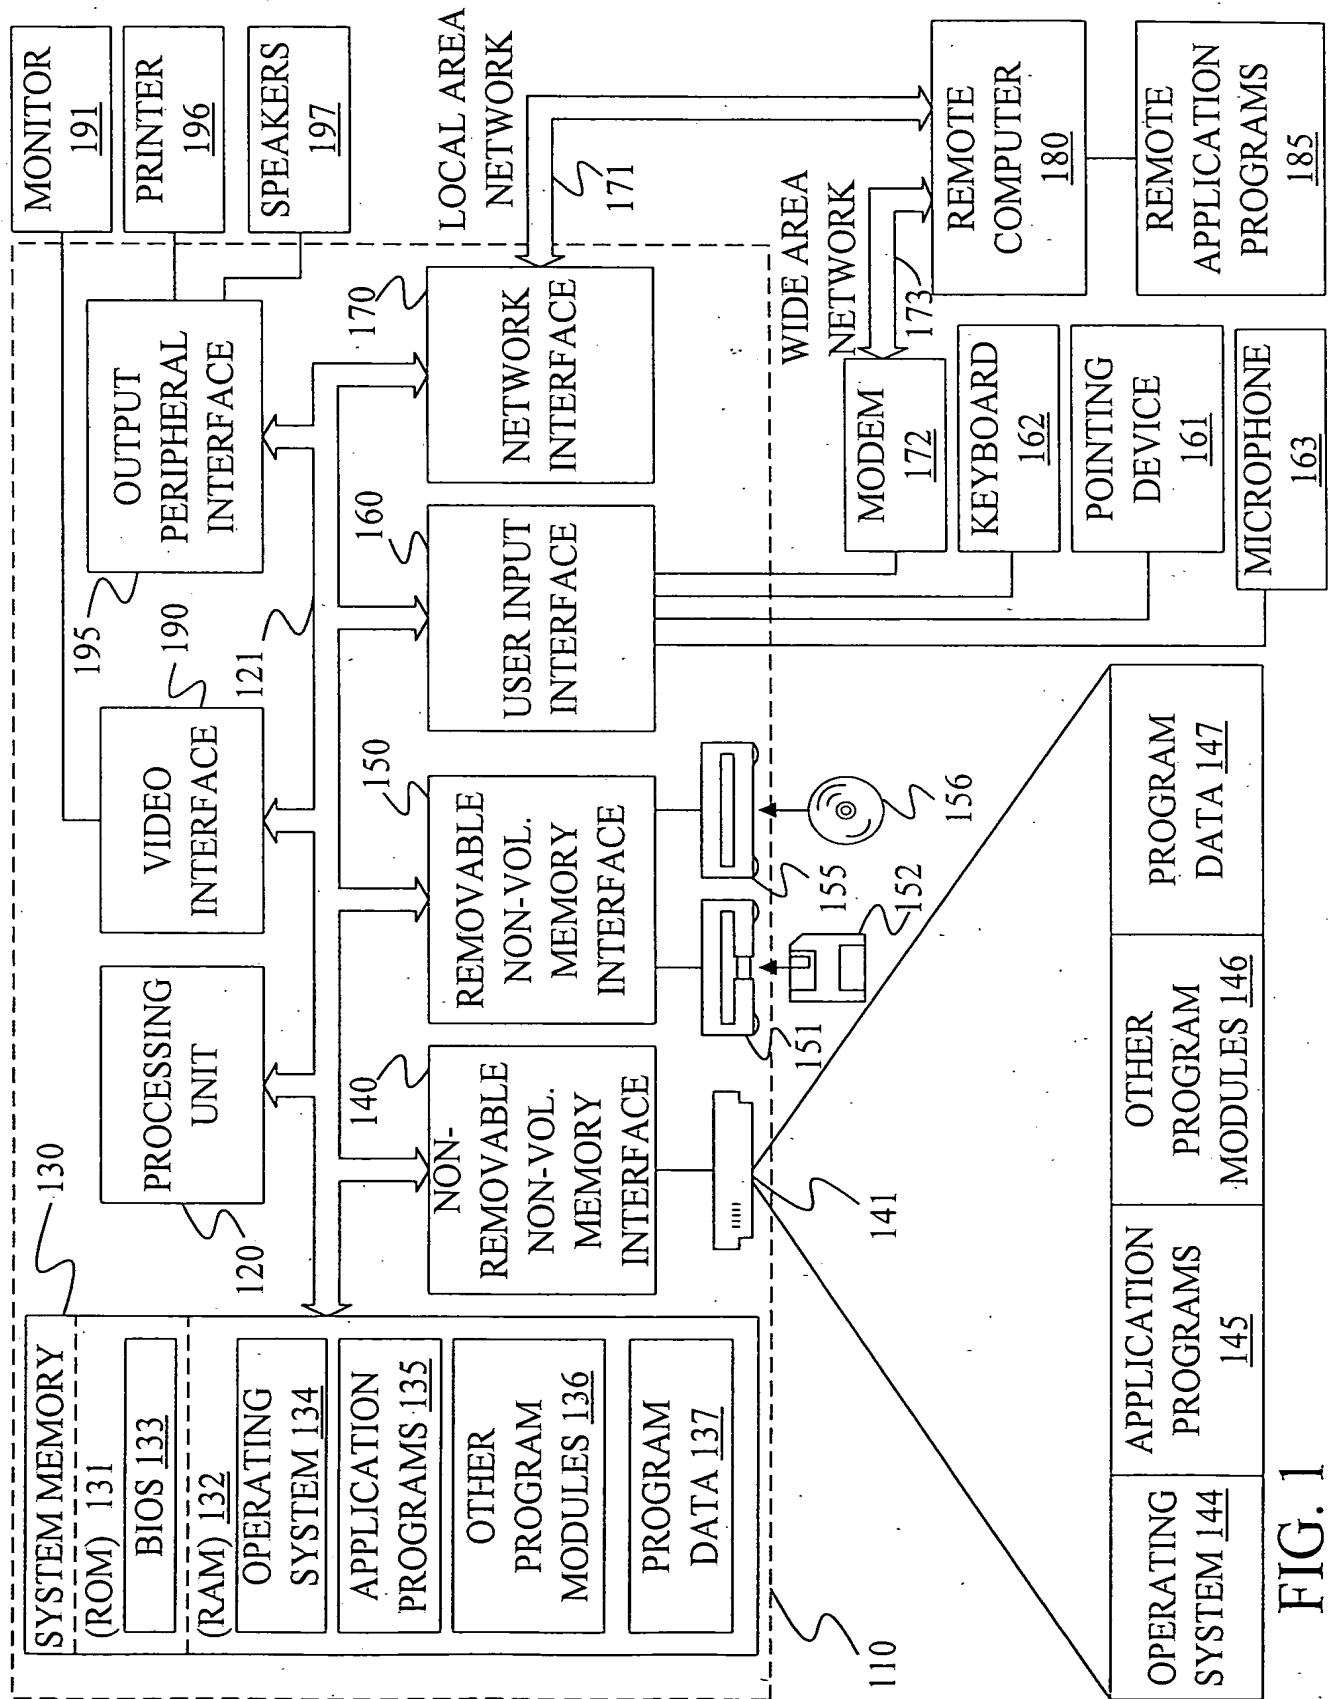 SYSTEM MEMORY
130
(ROM) 131
BIOS 133
(RAM) 132
OPERATING
SYSTEM 134
APPLICATION
PROGRAMS 135
OTHER
PROGRAM
MODULES 136
PROGRAM
DATA 137
PROCESSING
UNIT
120
VIDEO
INTERFACE
190
121
OUTPUT
PERIPHERAL
INTERFACE
195
MONITOR
191
PRINTER
196
SPEAKERS
197
NON-
REMOVABLE
NON-VOL.
MEMORY
INTERFACE
140
REMOVABLE
NON-VOL.
MEMORY
INTERFACE
150
USER INPUT
INTERFACE
160
NETWORK
INTERFACE
170
LOCAL AREA
NETWORK
171
141
151
152
155
156
WIDE AREA
NETWORK
173
MODEM
172
KEYBOARD
162
POINTING
DEVICE
161
MICROPHONE
163
REMOTE
COMPUTER
180
REMOTE
APPLICATION
PROGRAMS
185
110
OPERATING
SYSTEM 144
APPLICATION
PROGRAMS
145
OTHER
PROGRAM
MODULES 146
PROGRAM
DATA 147
FIG. 1